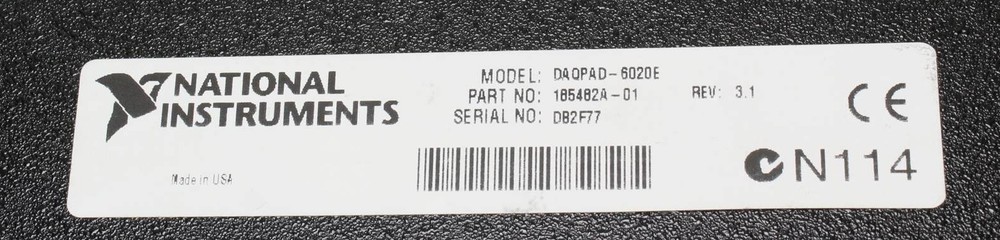 NATIONAL
INSTRUMENTS
MODEL: DAQPAD-6020E
PART NO: 185482A-01 REV: 3.1
SERIAL NO: DB2F77
CE
N114
Made in USA